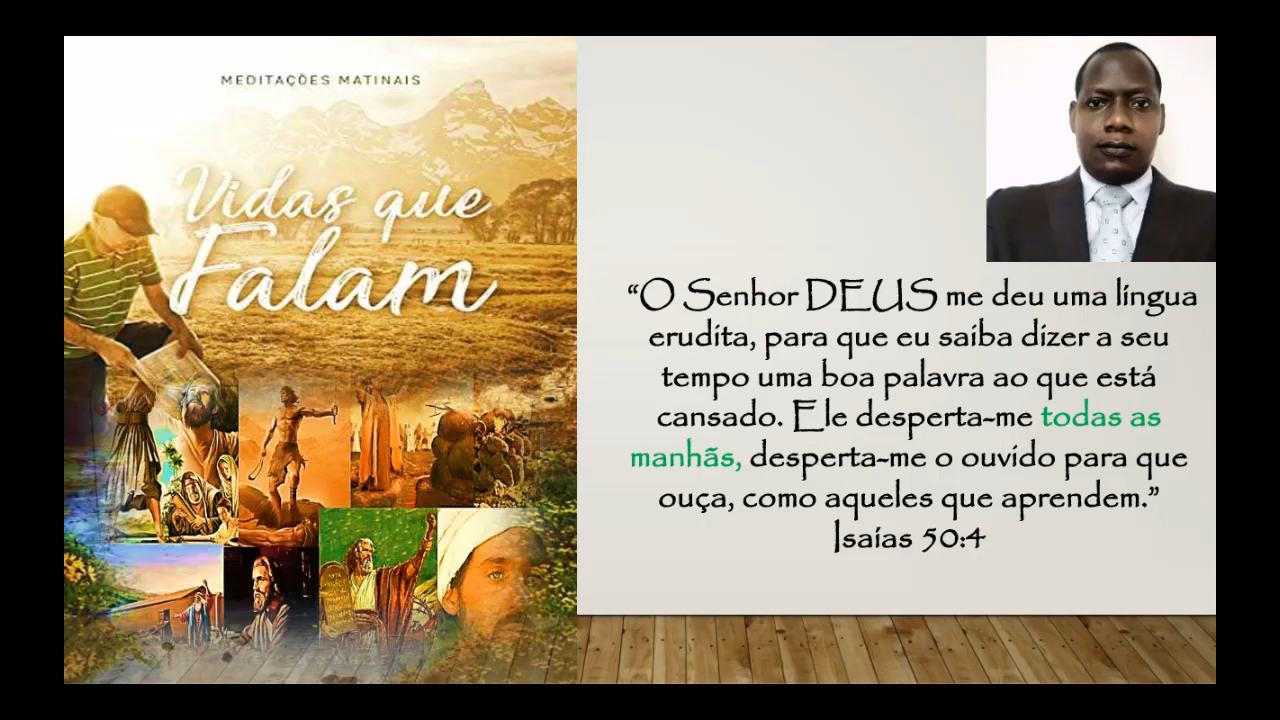 MEDITAÇÕES MATINAIS
Vidas que
Falam
“O Senhor DEUS me deu uma língua
erudita, para que eu saiba dizer a seu
tempo uma boa palavra ao que está
cansado. Ele desperta-me todas as
manhãs, desperta-me o ouvido para que
ouça, como aqueles que aprendem.”
Isaías 50:4